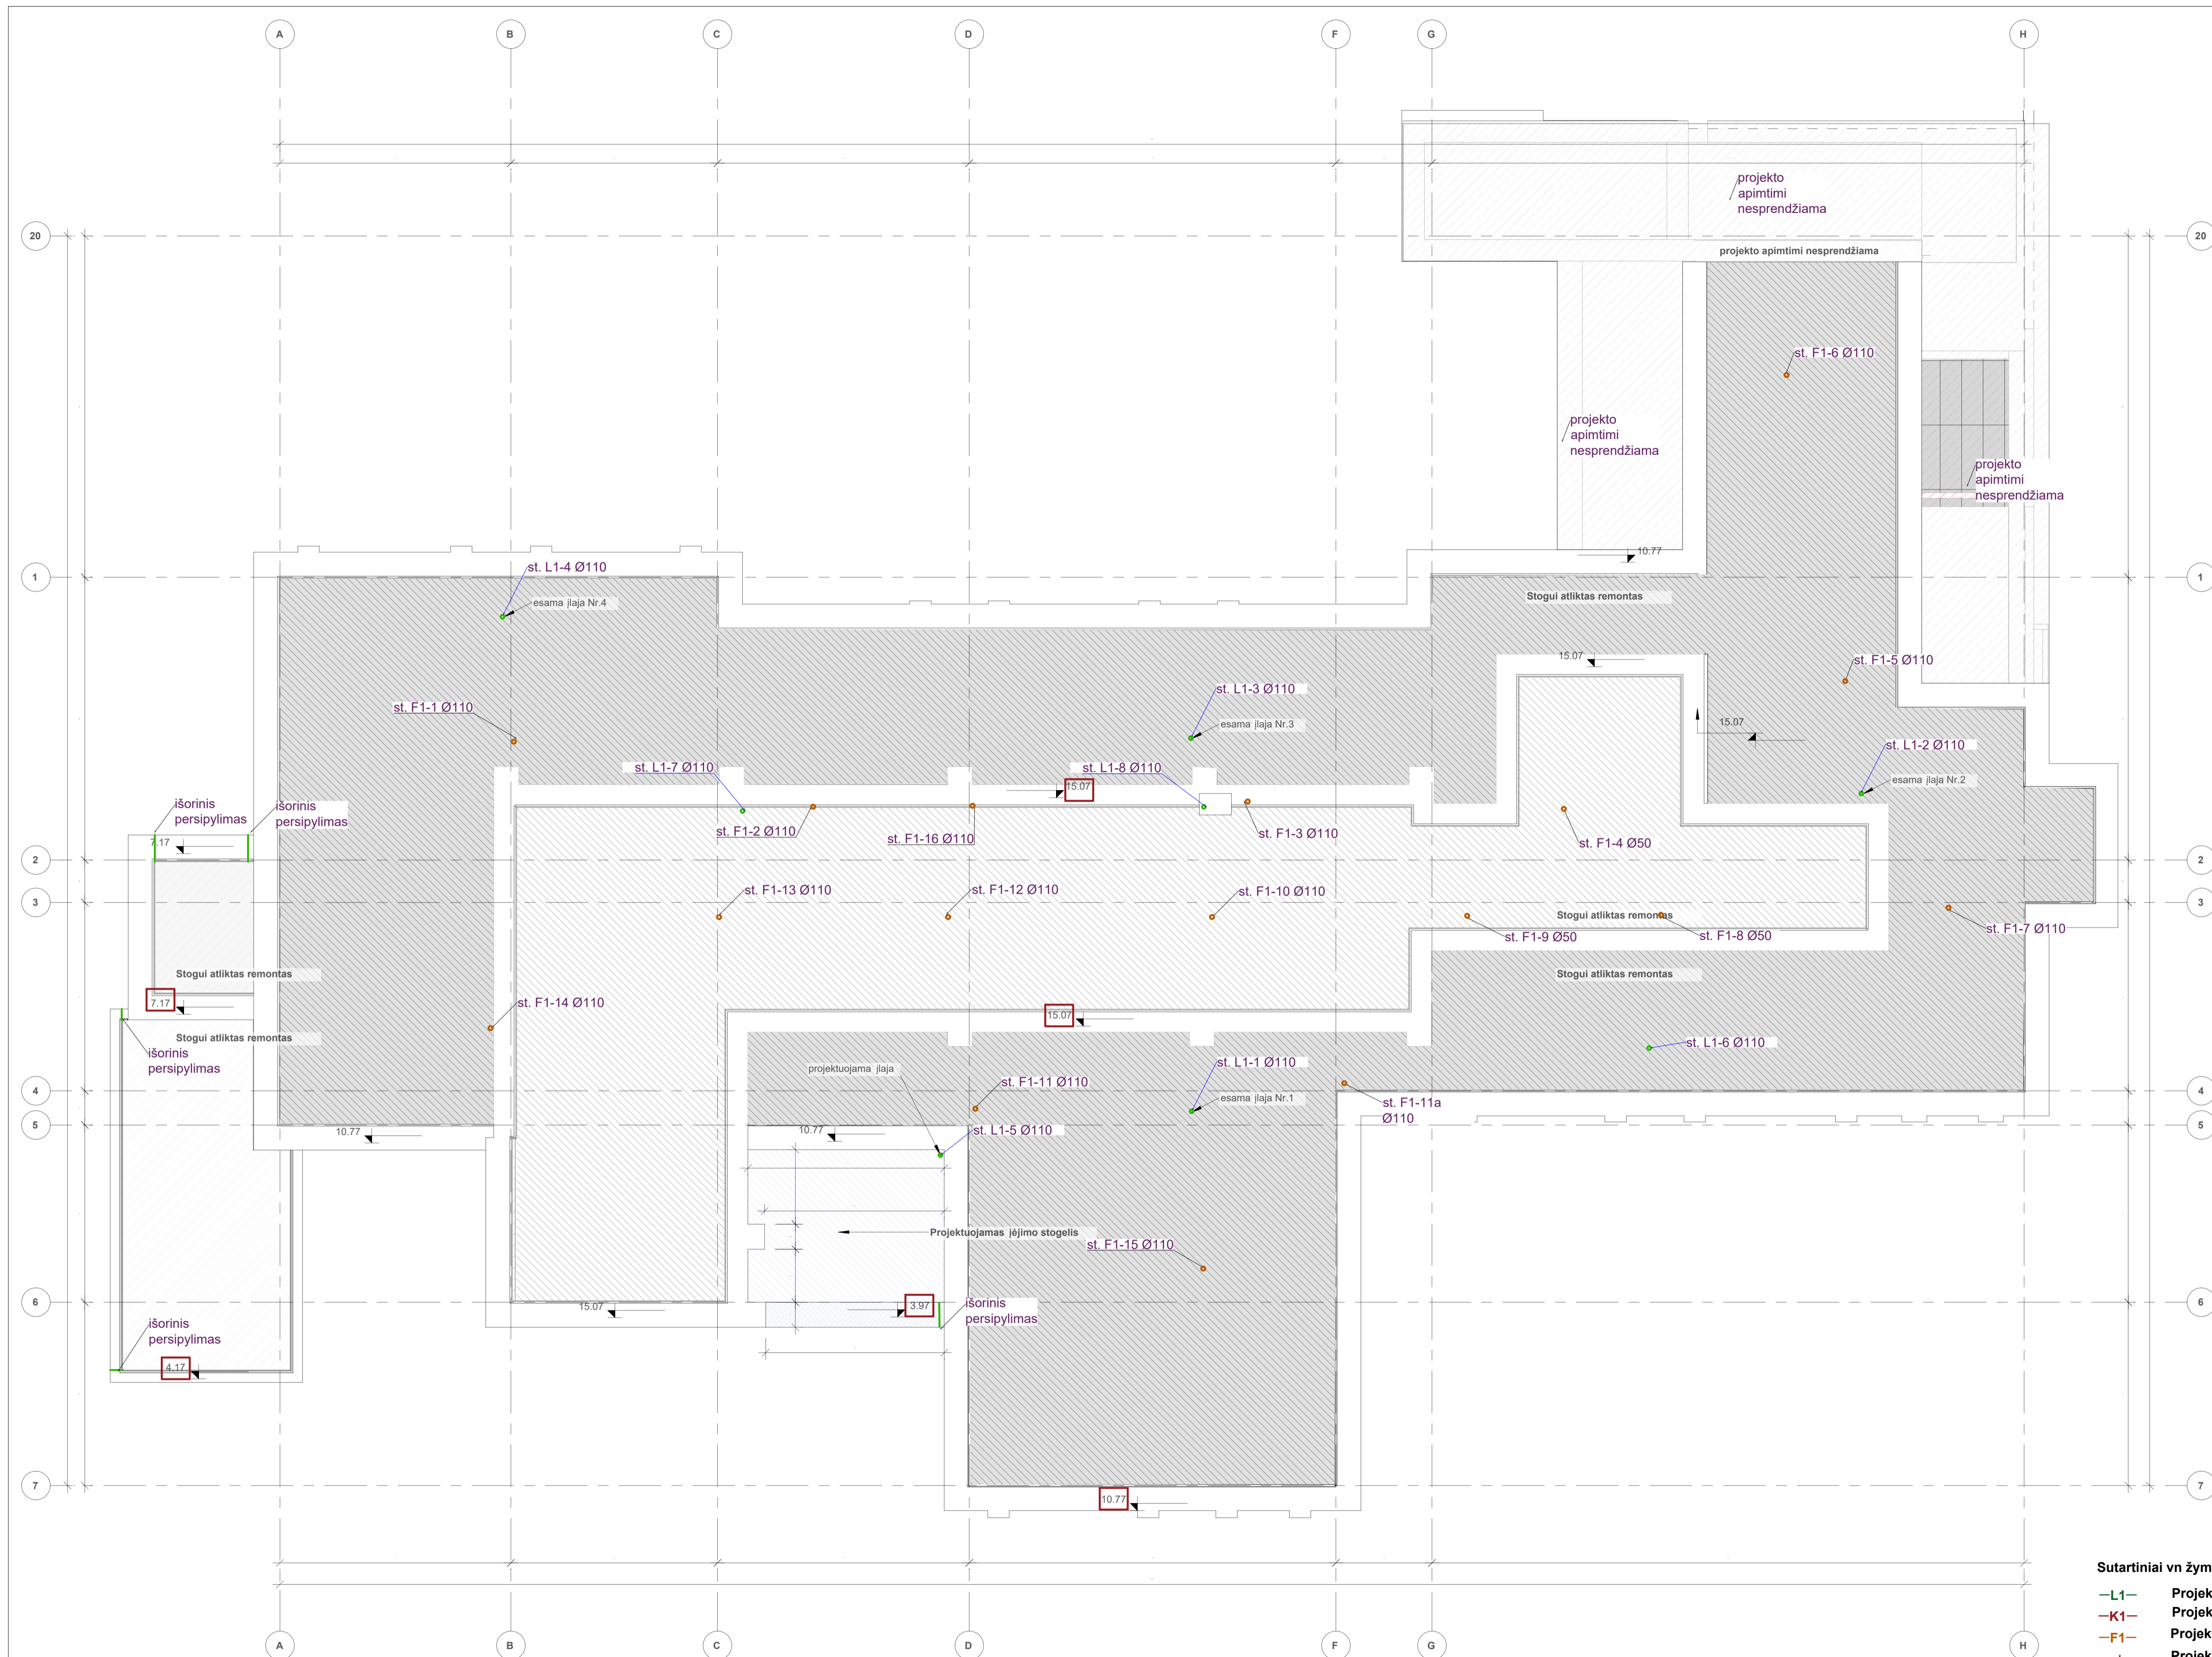 A B C D F G H
projekto
apimtimi
nesprendžiama
20 20
projekto apimtimi nesprendžiama
st. F1-6 Ø110
projekto
apimtimi
nesprendžiama
projekto
apimtimi
nesprendžiama
10.77
st. L1-4 Ø110
1 1
Stogui atliktas remontas
esama įlaja Nr.4
15.07
st. F1-5 Ø110
st. L1-3 Ø110
st. F1-1 Ø110
esama įlaja Nr.3
15.07
st. L1-2 Ø110
st. L1-7 Ø110
st. L1-8 Ø110
esama įlaja Nr.2
15.07
išorinis
persipylimas
išorinis
persipylimas
st. F1-2 Ø110
st. F1-16 Ø110
st. F1-3 Ø110
7.17
st. F1-4 Ø50
2 2
st. F1-13 Ø110
st. F1-12 Ø110
st. F1-10 Ø110
3 3
Stogui atliktas remontas
st. F1-7 Ø110
st. F1-9 Ø50
st. F1-8 Ø50
Stogui atliktas remontas
Stogui atliktas remontas
7.17
st. F1-14 Ø110
15.07
Stogui atliktas remontas
st. L1-6 Ø110
išorinis
persipylimas
st. L1-1 Ø110
projektuojama įlaja
st. F1-11 Ø110
4 4
esama įlaja Nr.1
st. F1-11a
Ø110
5 5
10.77
10.77
st. L1-5 Ø110
Projektuojamas įėjimo stogelis
st. F1-15 Ø110
6 6
15.07
3.97
išorinis
persipylimas
išorinis
persipylimas
4.17
7 7
10.77
Sutartiniai vn žym
L1 Projek
K1 Projek
F1 Projek
Projek
A B C D F G H